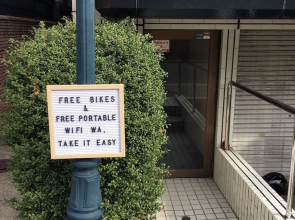 FREE BIKES
&
FREE PORTABLE
WIFI WA.
TAKE IT EASY